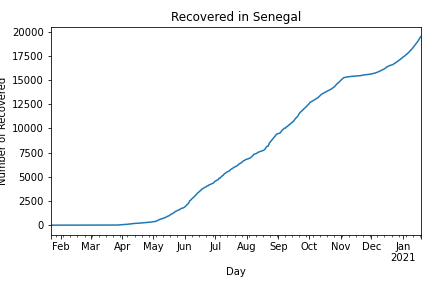 Recovered in Senegal
20000
17500
15000
12500
10000
7500
5000
2500
0
Number of Recovered
Feb Mar Apr May Jun Jul Aug Sep Oct Nov Dec Jan
2021
Day